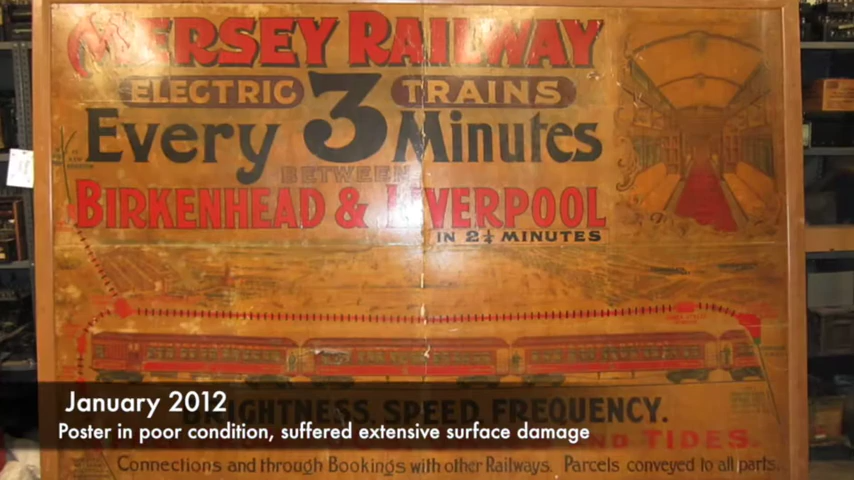 MERSEY RAILWAY
ELECTRIC 3 TRAINS
Every Minutes
BETWEEN
BIRKENHEAD & LIVERPOOL
IN 2¼ MINUTES
January 2012
BRIGHTNESS. SPEED. FREQUENCY.
Poster in poor condition, suffered extensive surface damage
AND TIDES.
Connections and through Bookings with other Railways. Parcels conveyed to all parts.